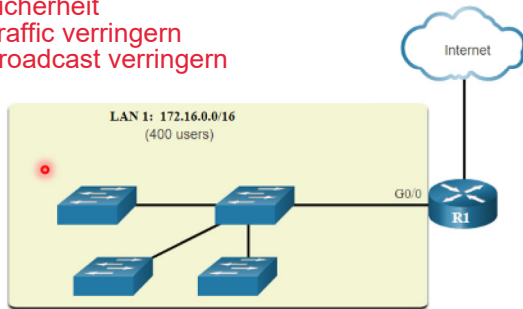 icherheit
raffic verringern
roadcast verringern
Internet
LAN 1: 172.16.0.0/16
(400 users)
G0/0
R1